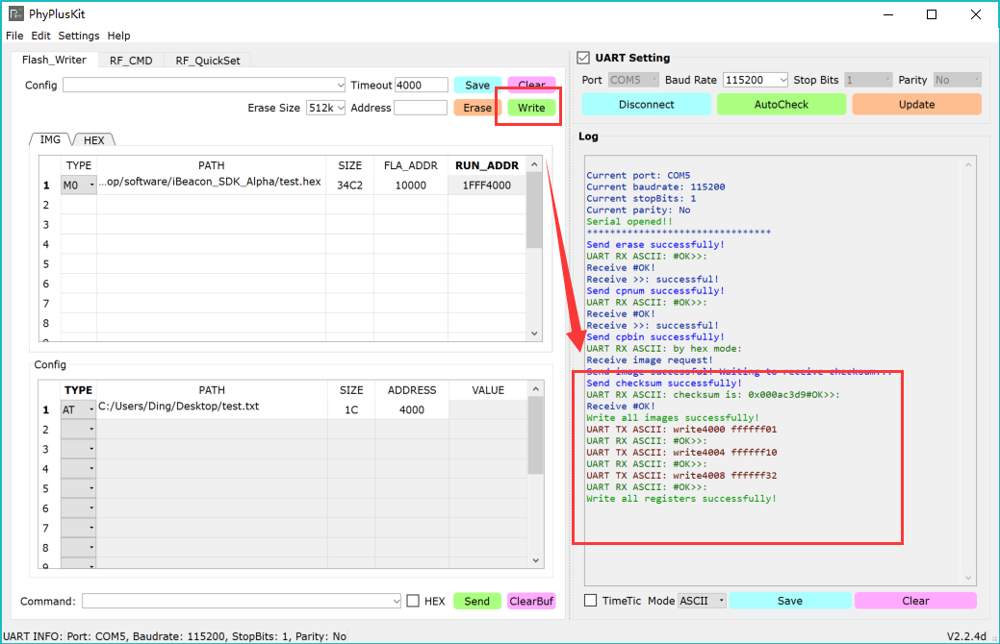 PhyPlusKit
File Edit Settings Help
Flash_Writer RF_CMD RF_QuickSet
Config Timeout 4000 Save Clear
Erase Size 512k Address Erase Write
IMG HEX
TYPE PATH SIZE FLA_ADDR RUN_ADDR
1 M0 ...op/software/iBeacon_SDK_Alpha/test.hex 34C2 10000 1FFF4000
2
3
4
5
6
7
8
9
Config
TYPE PATH SIZE ADDRESS VALUE
1 AT C:/Users/Ding/Desktop/test.txt 1C 4000
2
3
4
5
6
7
8
9
Command: HEX Send ClearBuf
UART Setting
Port COM5 Baud Rate 115200 Stop Bits 1 Parity No
Disconnect AutoCheck Update
Log
Current port: COM5
Current baudrate: 115200
Current stopBits: 1
Current parity: No
Serial opened!!
********************************
Send erase successfully!
UART RX ASCII: #OK>>:
Receive #OK!
Receive >>: successful!
Send cpnum successfully!
UART RX ASCII: #OK>>:
Receive #OK!
Receive >>: successful!
Send cpbin successfully!
UART RX ASCII: by hex mode:
Receive image request!
Send image successful! Waiting to receive checksum...
Send checksum successfully!
UART RX ASCII: checksum is: 0x000ac3d9#OK>>:
Receive #OK!
Write all images successfully!
UART TX ASCII: write4000 ffffff01
UART RX ASCII: #OK>>:
UART TX ASCII: write4004 ffffff10
UART RX ASCII: #OK>>:
UART TX ASCII: write4008 ffffff32
UART RX ASCII: #OK>>:
Write all registers successfully!
TimeTic Mode ASCII Save Clear
UART INFO: Port: COM5, Baudrate: 115200, StopBits: 1, Parity: No V2.2.4d